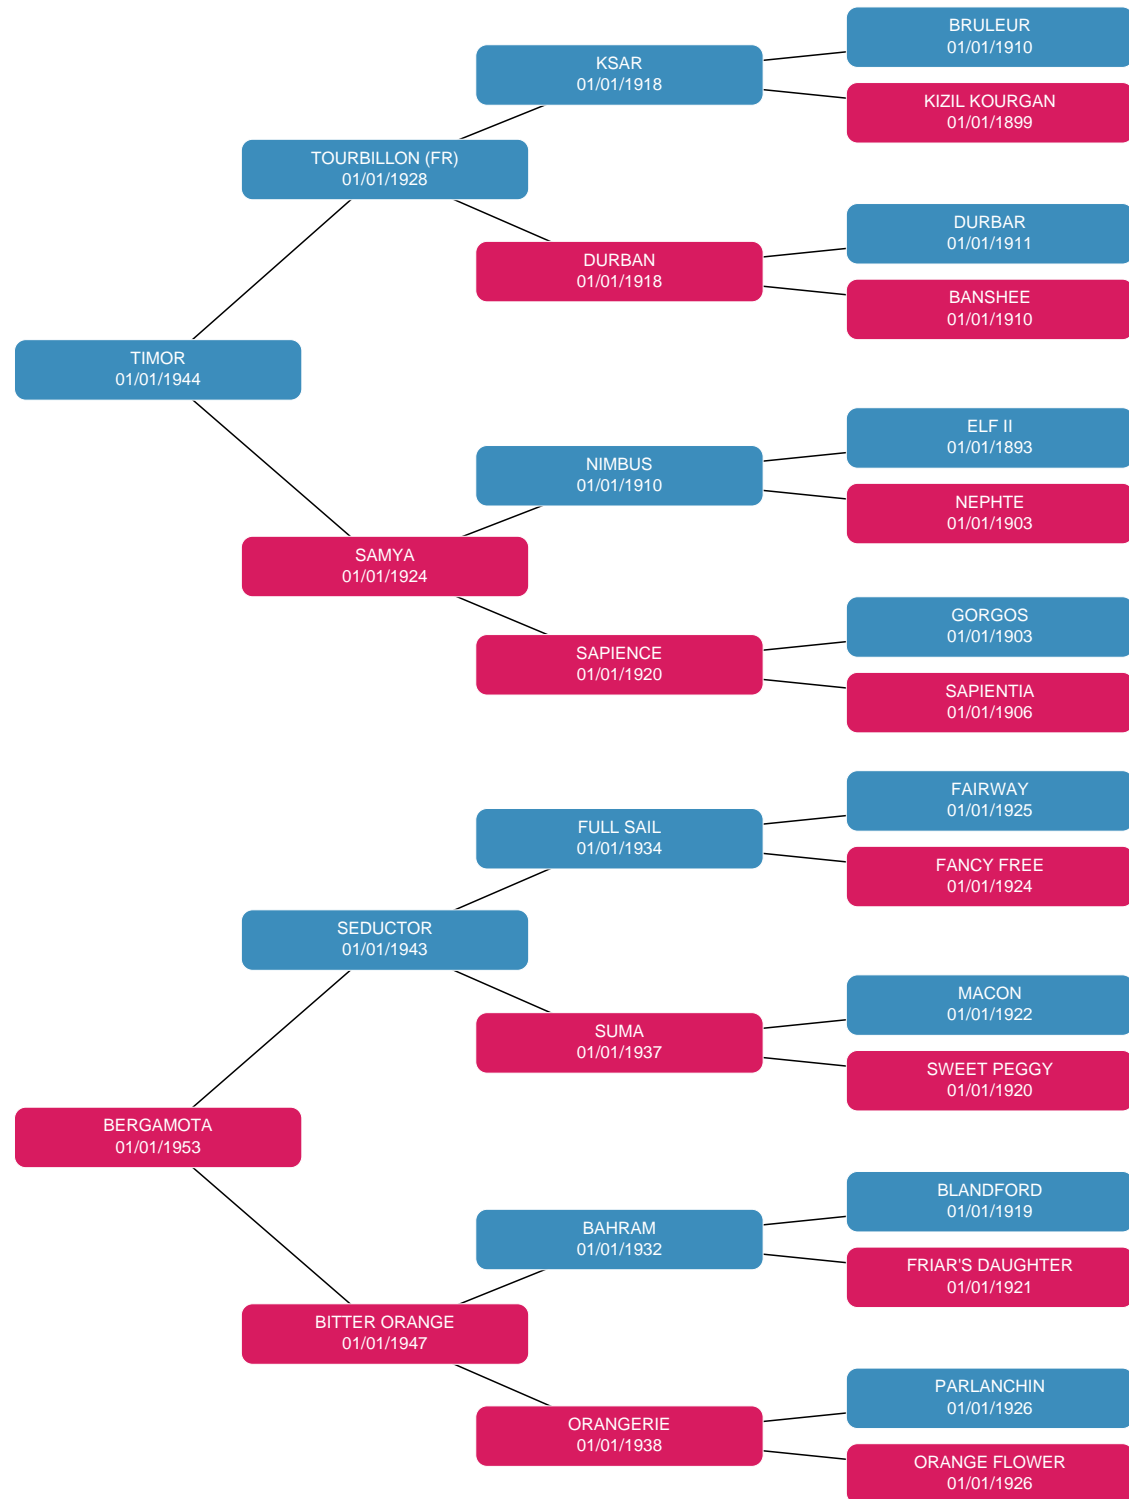 BRULEUR
01/01/1910
KSAR
01/01/1918
KIZIL KOURGAN
01/01/1899
TOURBILLON (FR)
01/01/1928
DURBAR
01/01/1911
DURBAN
01/01/1918
BANSHEE
01/01/1910
TIMOR
01/01/1944
ELF II
01/01/1893
NIMBUS
01/01/1910
NEPHTE
01/01/1903
SAMYA
01/01/1924
GORGOS
01/01/1903
SAPIENCE
01/01/1920
SAPIENTIA
01/01/1906
FAIRWAY
01/01/1925
FULL SAIL
01/01/1934
FANCY FREE
01/01/1924
SEDUCTOR
01/01/1943
MACON
01/01/1922
SUMA
01/01/1937
SWEET PEGGY
01/01/1920
BERGAMOTA
01/01/1953
BLANDFORD
01/01/1919
BAHRAM
01/01/1932
FRIAR'S DAUGHTER
01/01/1921
BITTER ORANGE
01/01/1947
PARLANCHIN
01/01/1926
ORANGERIE
01/01/1938
ORANGE FLOWER
01/01/1926